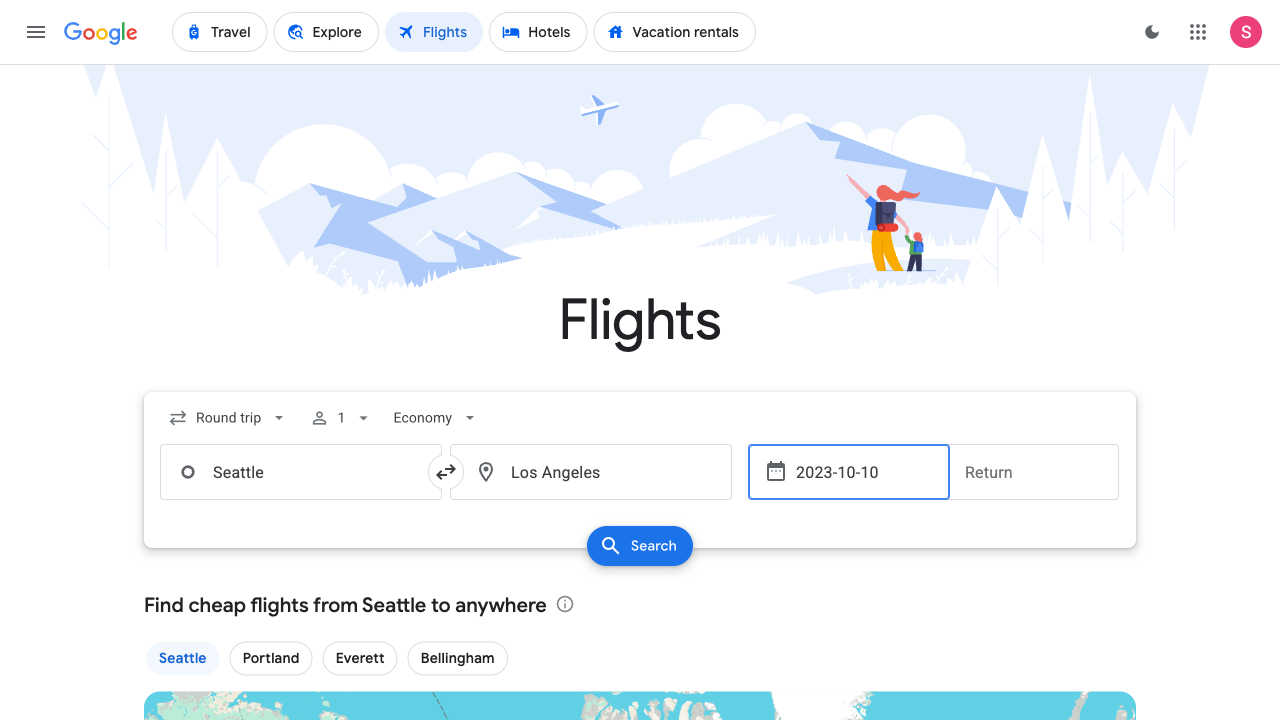 Google
Travel
Explore
Flights
Hotels
Vacation rentals
S
Flights
Round trip
1
Economy
Seattle
Los Angeles
2023-10-10
Return
Search
Find cheap flights from Seattle to anywhere
Seattle
Portland
Everett
Bellingham